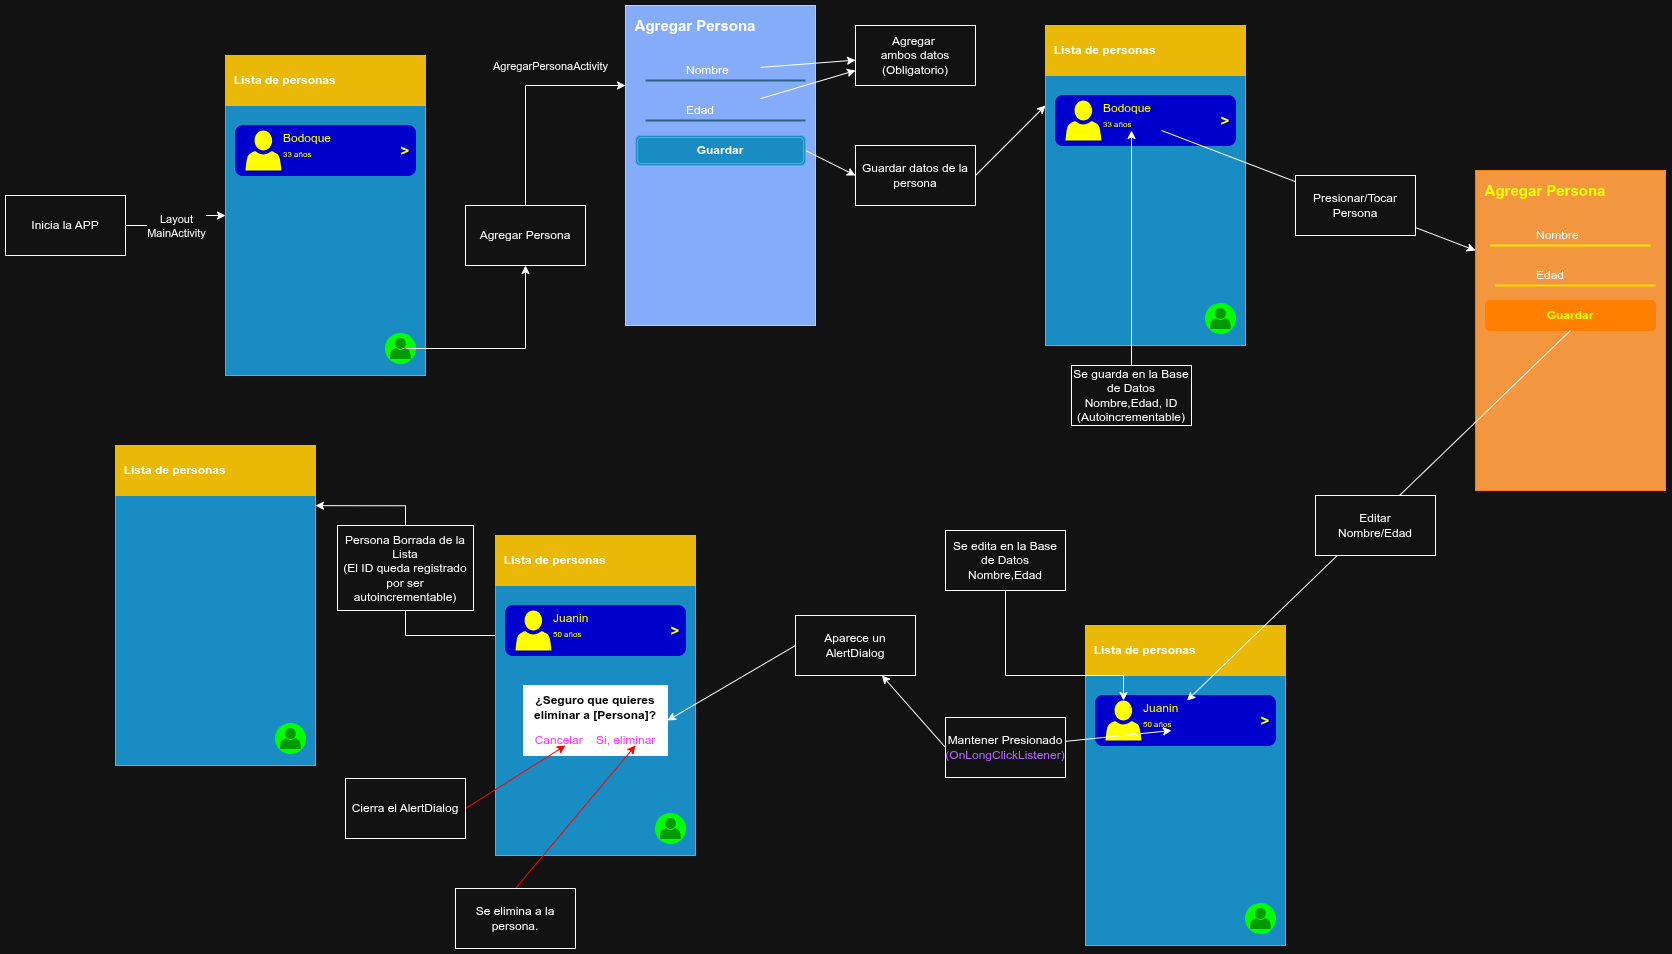 Inicia la APP
Layout
MainActivity
Lista de personas
Bodoque
33 años
>
Agregar Persona
AgregarPersonaActivity
Agregar Persona
Nombre
Edad
Guardar
Agregar
ambos datos
(Obligatorio)
Guardar datos de la
persona
Lista de personas
Bodoque
33 años
>
Se guarda en la Base
de Datos
Nombre,Edad, ID
(Autoincrementable)
Presionar/Tocar
Persona
Agregar Persona
Nombre
Edad
Guardar
Editar
Nombre/Edad
Lista de personas
Juanin
50 años
>
Se edita en la Base
de Datos
Nombre,Edad
Mantener Presionado
(OnLongClickListener)
Aparece un
AlertDialog
Lista de personas
Juanin
50 años
>
¿Seguro que quieres
eliminar a [Persona]?
Cancelar
Si, eliminar
Cierra el AlertDialog
Se elimina a la
persona.
Persona Borrada de la
Lista
(El ID queda registrado
por ser
autoincrementable)
Lista de personas